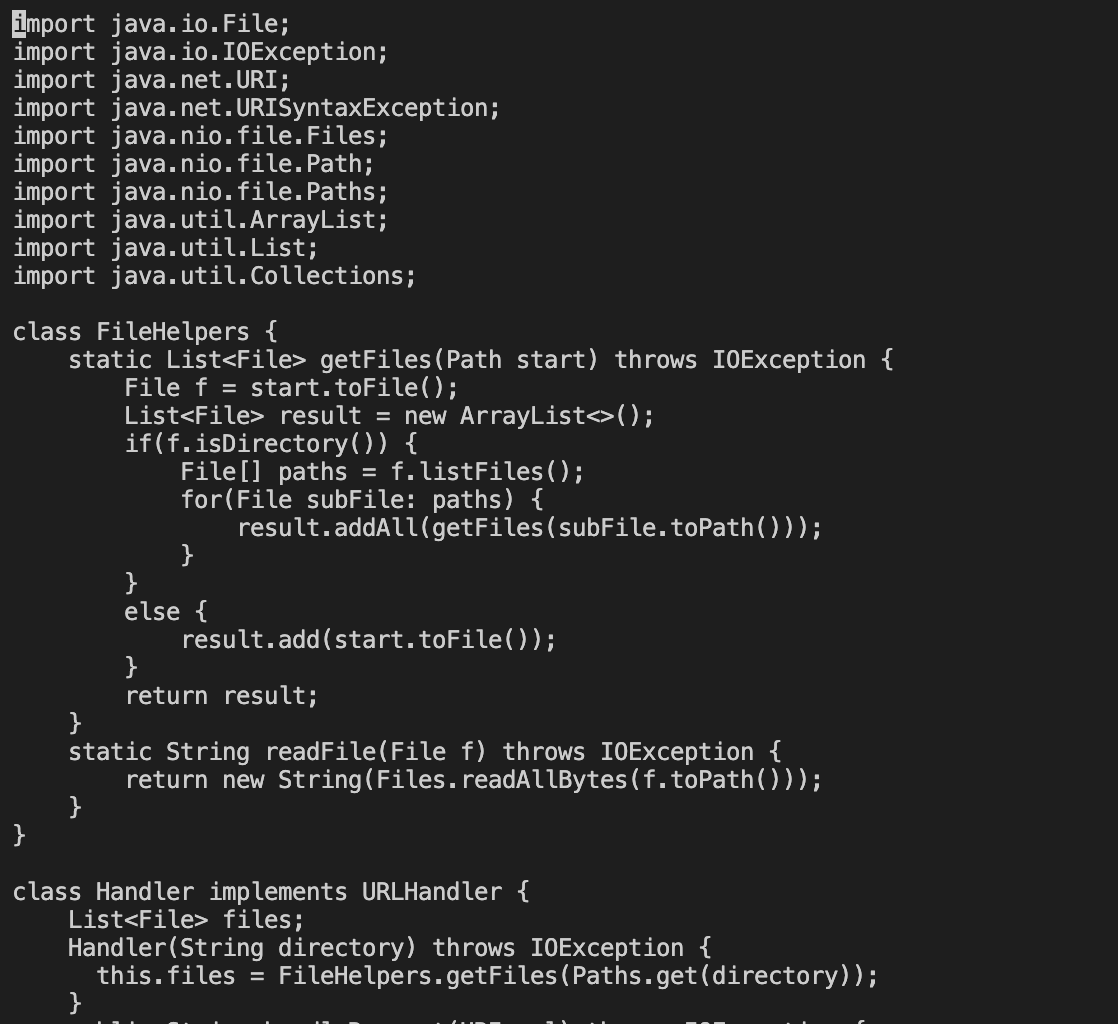 import java.io.File;
import java.io.IOException;
import java.net.URI;
import java.net.URISyntaxException;
import java.nio.file.Files;
import java.nio.file.Path;
import java.nio.file.Paths;
import java.util.ArrayList;
import java.util.List;
import java.util.Collections;

class FileHelpers {
    static List<File> getFiles(Path start) throws IOException {
        File f = start.toFile();
        List<File> result = new ArrayList<>();
        if(f.isDirectory()) {
            File[] paths = f.listFiles();
            for(File subFile: paths) {
                result.addAll(getFiles(subFile.toPath()));
            }
        }
        else {
            result.add(start.toFile());
        }
        return result;
    }
    static String readFile(File f) throws IOException {
        return new String(Files.readAllBytes(f.toPath()));
    }
}

class Handler implements URLHandler {
    List<File> files;
    Handler(String directory) throws IOException {
      this.files = FileHelpers.getFiles(Paths.get(directory));
    }